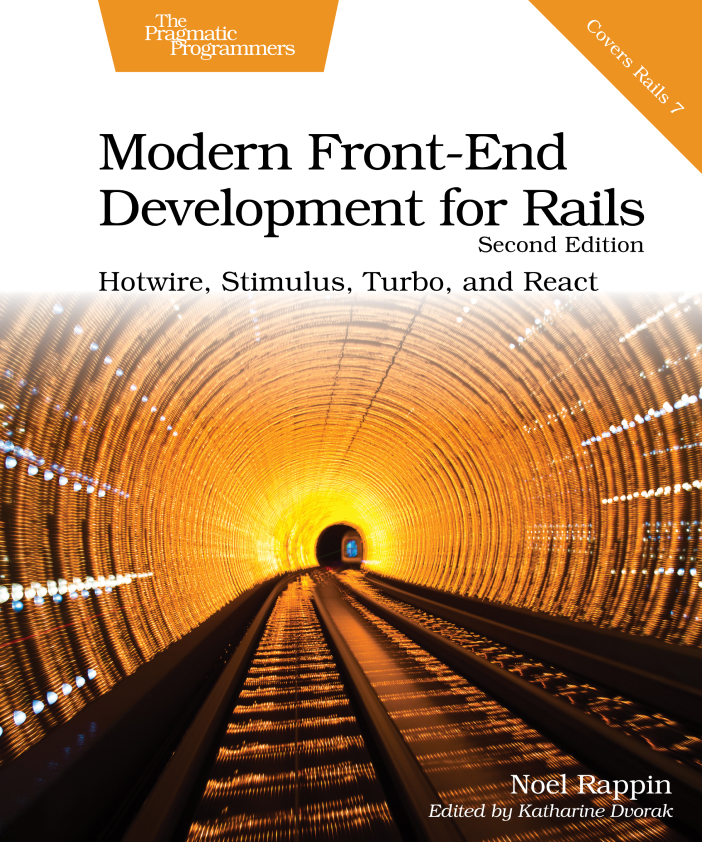 The
Pragmatic
Programmers
Covers Rails 7
Modern Front-End
Development for Rails
Second Edition
Hotwire, Stimulus, Turbo, and React
Noel Rappin
Edited by Katharine Dvorak